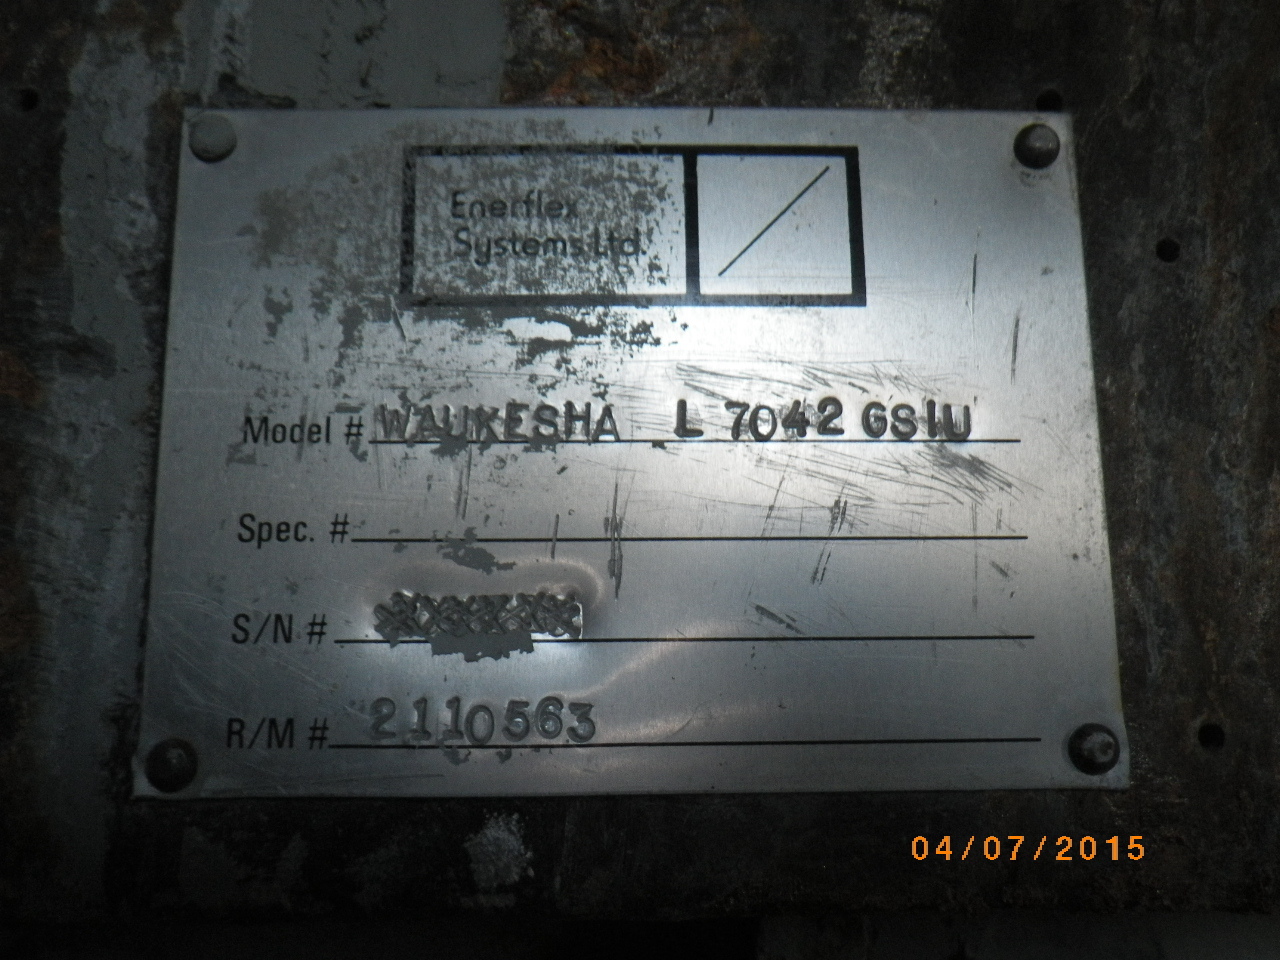 Enerflex
Systems Ltd.
Model # WAUKESHA L 7042 GSIU
Spec. #
S/N #
R/M # 2110563
04/07/2015